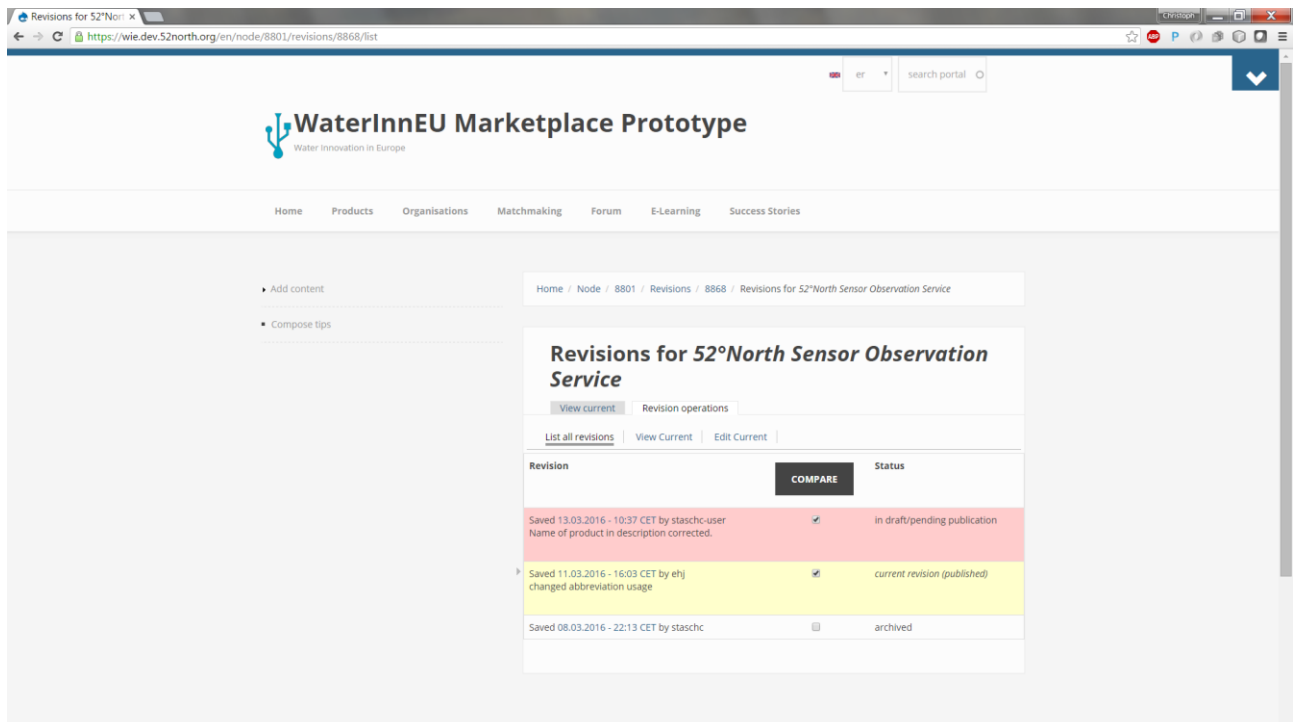 Revisions for 52°Nort
Christoph
https://wie.dev.52north.org/en/node/8801/revisions/8868/list
ABP
P
er
search portal
WaterInnEU Marketplace Prototype
Water Innovation in Europe
Home Products Organisations Matchmaking Forum E-Learning Success Stories
Add content
Compose tips
Home / Node / 8801 / Revisions / 8868 / Revisions for 52°North Sensor Observation Service
Revisions for 52°North Sensor Observation
Service
View current Revision operations
List all revisions View Current Edit Current
Revision COMPARE Status
Saved 13.03.2016 - 10:37 CET by staschc-user in draft/pending publication
Name of product in description corrected.
Saved 11.03.2016 - 16:03 CET by ehj current revision (published)
changed abbreviation usage
Saved 08.03.2016 - 22:13 CET by staschc archived